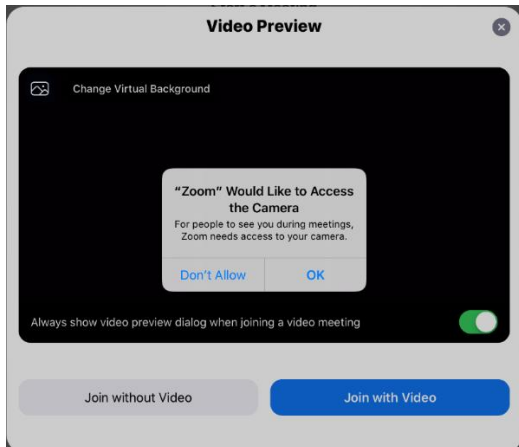 Video Preview
Change Virtual Background
“Zoom” Would Like to Access
the Camera
For people to see you during meetings,
Zoom needs access to your camera.
Don't Allow
OK
Always show video preview dialog when joining a video meeting
Join without Video
Join with Video